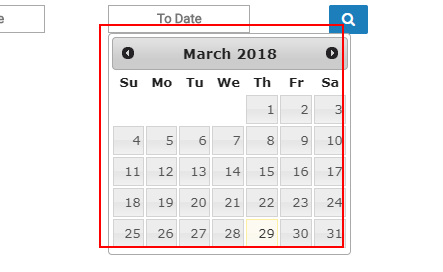 e
To Date
March 2018
Su Mo Tu We Th Fr Sa
1 2 3
4 5 6 7 8 9 10
11 12 13 14 15 16 17
18 19 20 21 22 23 24
25 26 27 28 29 30 31